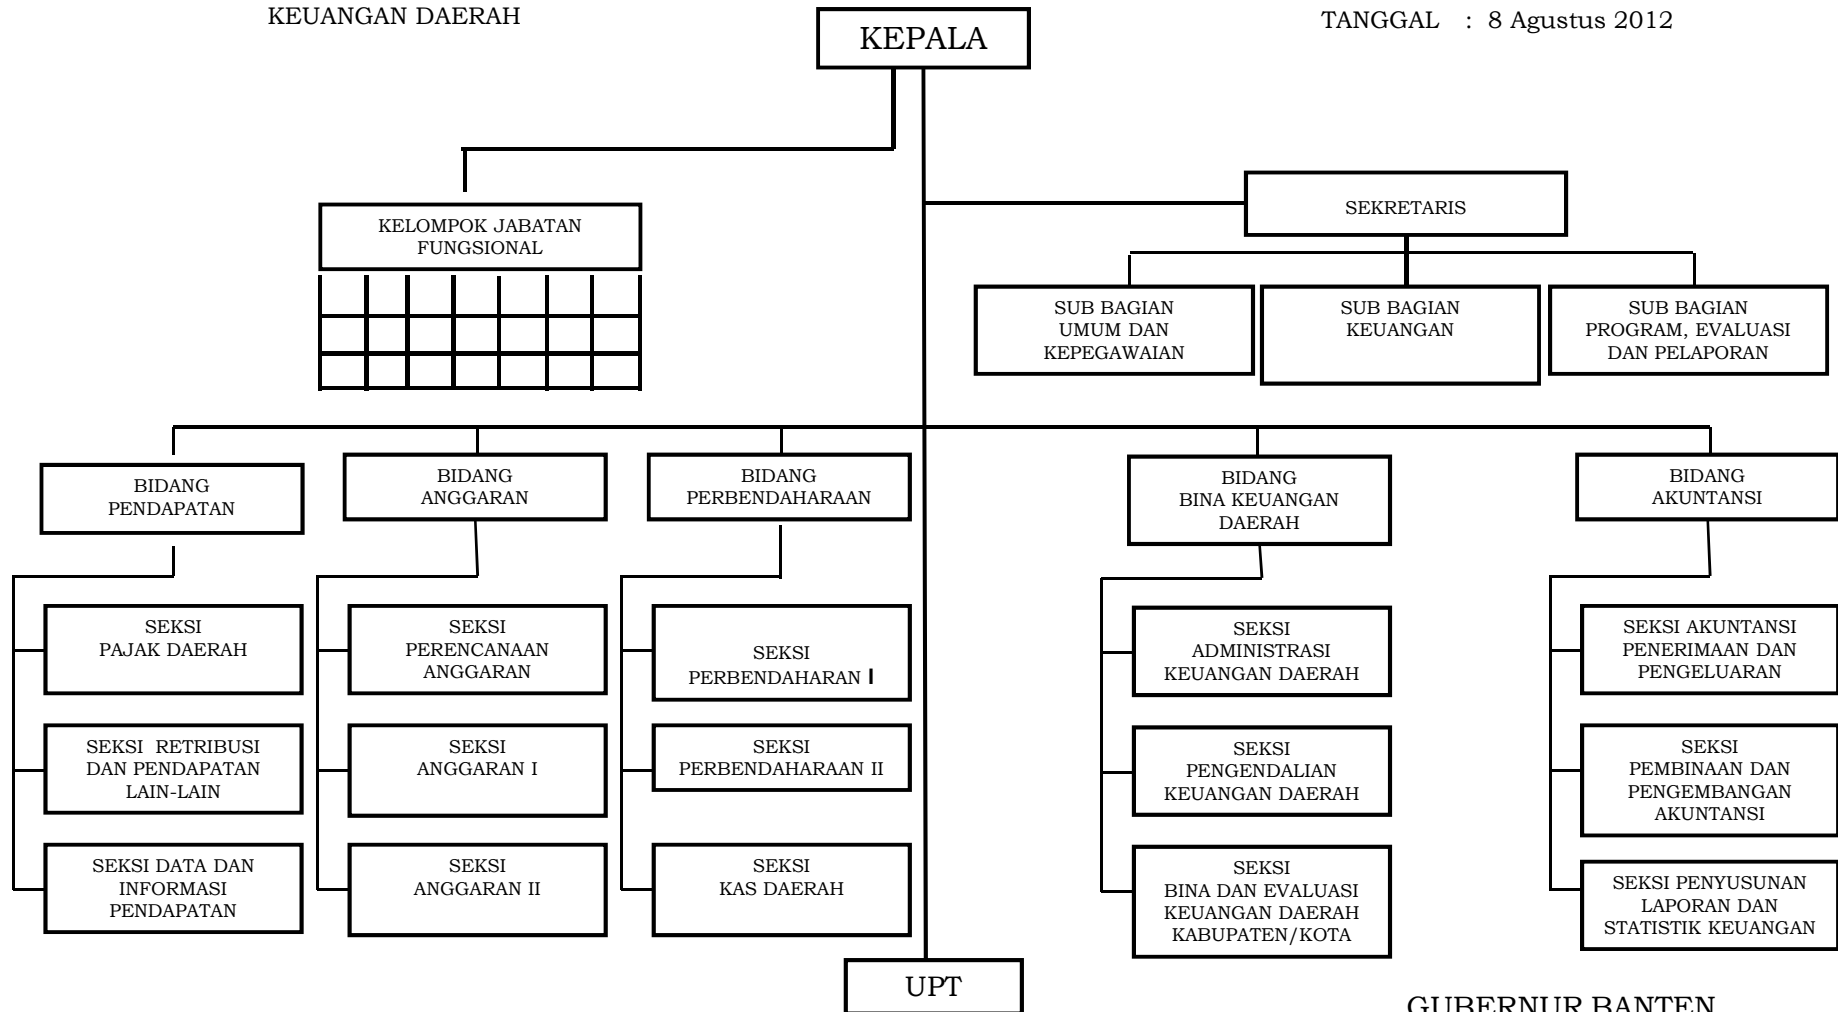 KEUANGAN DAERAH
TANGGAL : 8 Agustus 2012
KEPALA
KELOMPOK JABATAN
FUNGSIONAL
SEKRETARIS
SUB BAGIAN
UMUM DAN
KEPEGAWAIAN
SUB BAGIAN
KEUANGAN
SUB BAGIAN
PROGRAM, EVALUASI
DAN PELAPORAN
BIDANG
PENDAPATAN
BIDANG
ANGGARAN
BIDANG
PERBENDAHARAAN
BIDANG
BINA KEUANGAN
DAERAH
BIDANG
AKUNTANSI
SEKSI
PAJAK DAERAH
SEKSI
PERENCANAAN
ANGGARAN
SEKSI
PERBENDAHARAN I
SEKSI
ADMINISTRASI
KEUANGAN DAERAH
SEKSI AKUNTANSI
PENERIMAAN DAN
PENGELUARAN
SEKSI RETRIBUSI
DAN PENDAPATAN
LAIN-LAIN
SEKSI
ANGGARAN I
SEKSI
PERBENDAHARAAN II
SEKSI
PENGENDALIAN
KEUANGAN DAERAH
SEKSI
PEMBINAAN DAN
PENGEMBANGAN
AKUNTANSI
SEKSI DATA DAN
INFORMASI
PENDAPATAN
SEKSI
ANGGARAN II
SEKSI
KAS DAERAH
SEKSI
BINA DAN EVALUASI
KEUANGAN DAERAH
KABUPATEN/KOTA
SEKSI PENYUSUNAN
LAPORAN DAN
STATISTIK KEUANGAN
UPT
GUBERNUR BANTEN